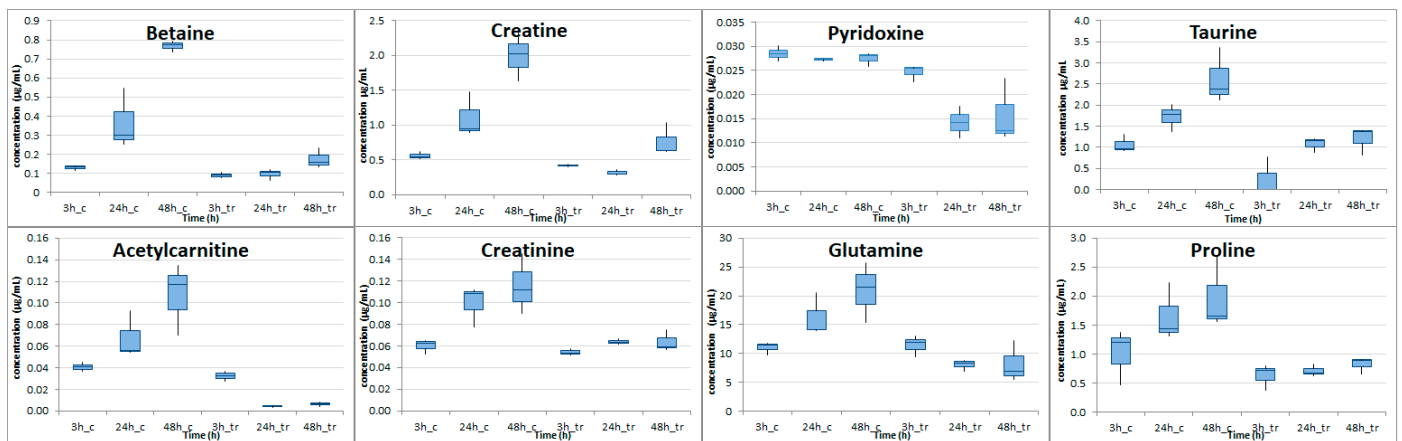 Betaine
concentration (µg/mL)
0.9
0.8
0.7
0.6
0.5
0.4
0.3
0.2
0.1
0
3h_c 24h_c 48h_c 3h_tr 24h_tr 48h_tr
Time (h)
Creatine
concentration µg/mL
2.5
2.0
1.5
1.0
0.5
0.0
3h_c 24h_c 48h_c 3h_tr 24h_tr 48h_tr
Time (h)
Pyridoxine
concentration (µg/mL)
0.035
0.030
0.025
0.020
0.015
0.010
0.005
0.000
3h_c 24h_c 48h_c 3h_tr 24h_tr 48h_tr
Time (h)
Taurine
concentration µg/mL)
4.0
3.5
3.0
2.5
2.0
1.5
1.0
0.5
0.0
3h_c 24h_c 48h_c 3h_tr 24h_tr 48h_tr
Time (h)
Acetylcarnitine
concentration (µg/mL)
0.16
0.14
0.12
0.10
0.08
0.06
0.04
0.02
0.00
3h_c 24h_c 48h_c 3h_tr 24h_tr 48h_tr
Time (h)
Creatinine
concentration (µg/mL)
0.16
0.14
0.12
0.10
0.08
0.06
0.04
0.02
0.00
3h_c 24h_c 48h_c 3h_tr 24h_tr 48h_tr
Time (h)
Glutamine
concentration (µg/mL)
30
25
20
15
10
5
0
3h_c 24h_c 48h_c 3h_tr 24h_tr 48h_tr
Time (h)
Proline
concentration (µg/mL)
3.0
2.5
2.0
1.5
1.0
0.5
0.0
3h_c 24h_c 48h_c 3h_tr 24h_tr 48h_tr
Time (h)